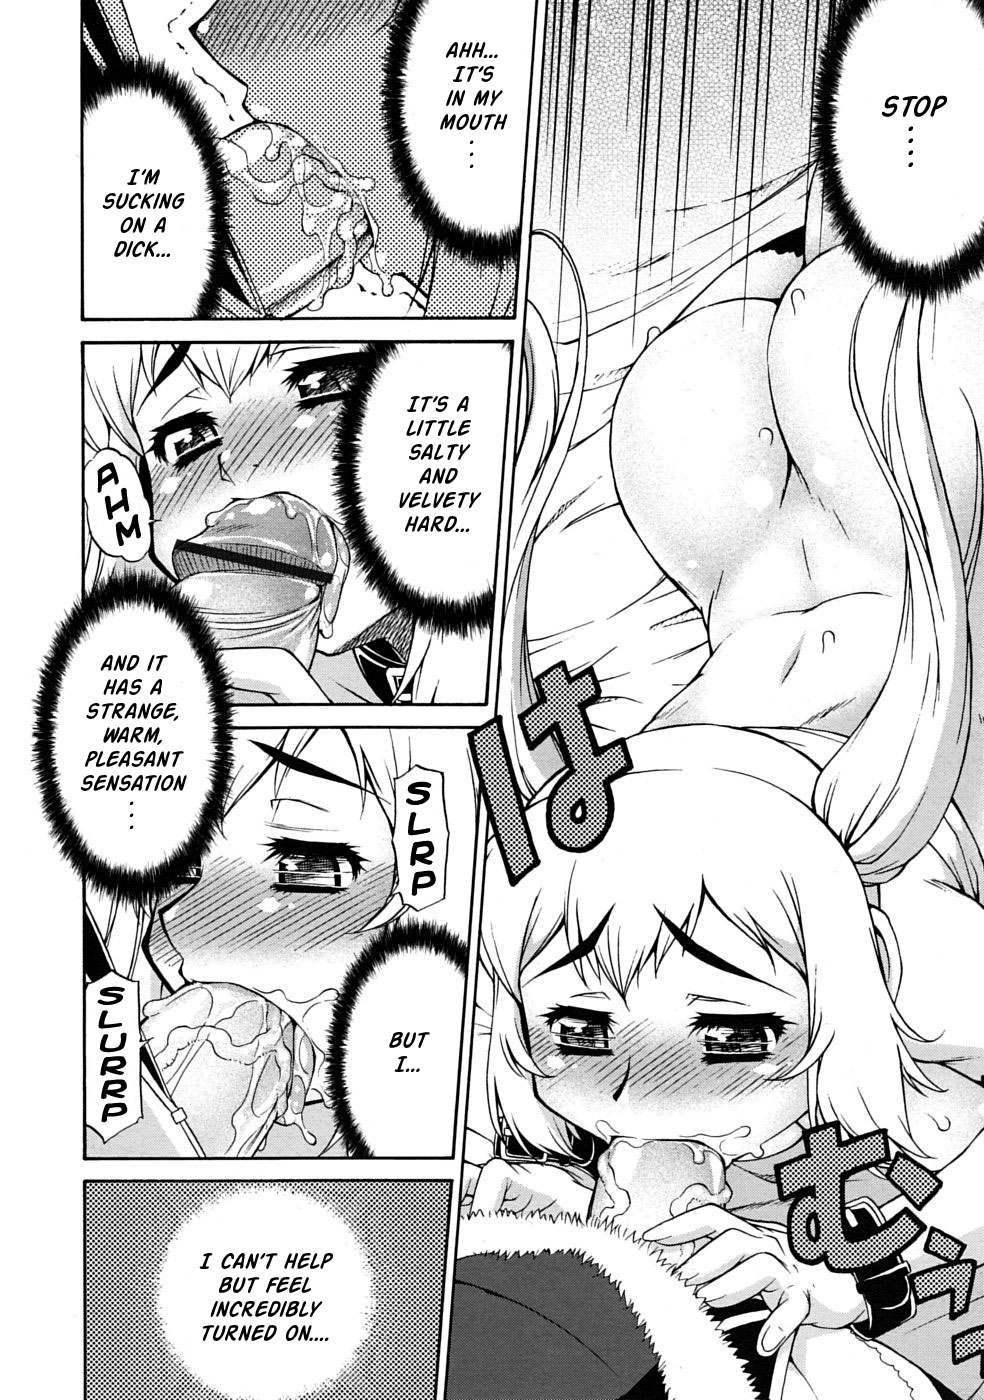 STOP
....
は
む
AHH...
IT'S
IN MY
MOUTH
...
I'M
SUCKING
ON A
DICK...
IT'S A
LITTLE
SALTY
AND
VELVETY
HARD...
AHM
AND IT
HAS A
STRANGE,
WARM,
PLEASANT
SENSATION
...
SLRP
SLURRP
BUT
I...
I CAN'T HELP
BUT FEEL
INCREDIBLY
TURNED ON....